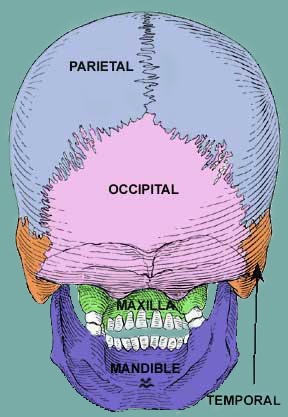 PARIETAL
OCCIPITAL
MAXILLA
MANDIBLE
TEMPORAL